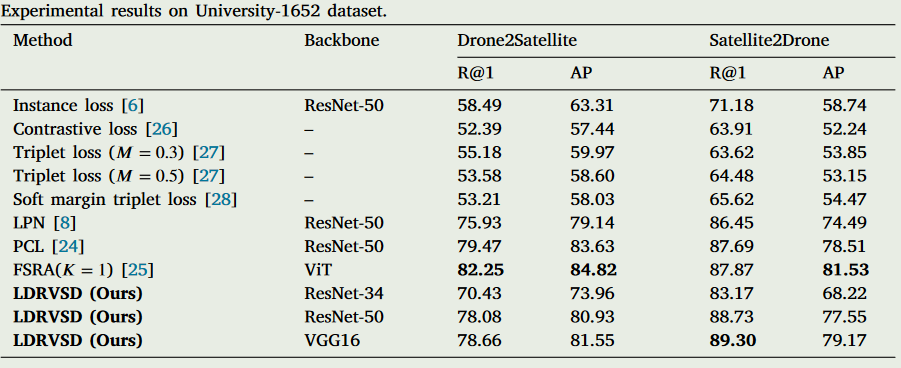 Experimental results on University-1652 dataset.
Method Backbone Drone2Satellite Satellite2Drone
R@1 AP R@1 AP
Instance loss [6] ResNet-50 58.49 63.31 71.18 58.74
Contrastive loss [26] – 52.39 57.44 63.91 52.24
Triplet loss (M = 0.3) [27] – 55.18 59.97 63.62 53.85
Triplet loss (M = 0.5) [27] – 53.58 58.60 64.48 53.15
Soft margin triplet loss [28] – 53.21 58.03 65.62 54.47
LPN [8] ResNet-50 75.93 79.14 86.45 74.49
PCL [24] ResNet-50 79.47 83.63 87.69 78.51
FSRA(K = 1) [25] ViT 82.25 84.82 87.87 81.53
LDRVSD (Ours) ResNet-34 70.43 73.96 83.17 68.22
LDRVSD (Ours) ResNet-50 78.08 80.93 88.73 77.55
LDRVSD (Ours) VGG16 78.66 81.55 89.30 79.17